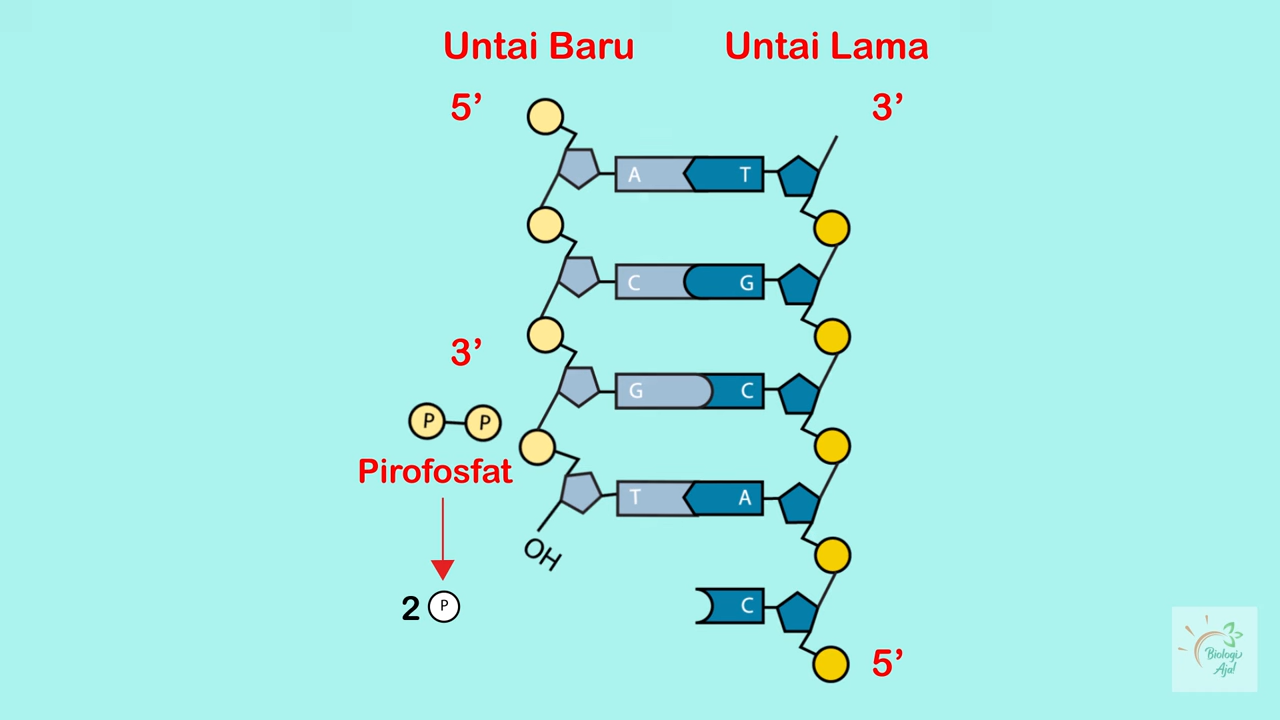 Untai Baru Untai Lama
5’ 3’
A T
C G
3’
G C
P P
Pirofosfat
T A
OH
2 P
C
5’
Biologi
Aja!